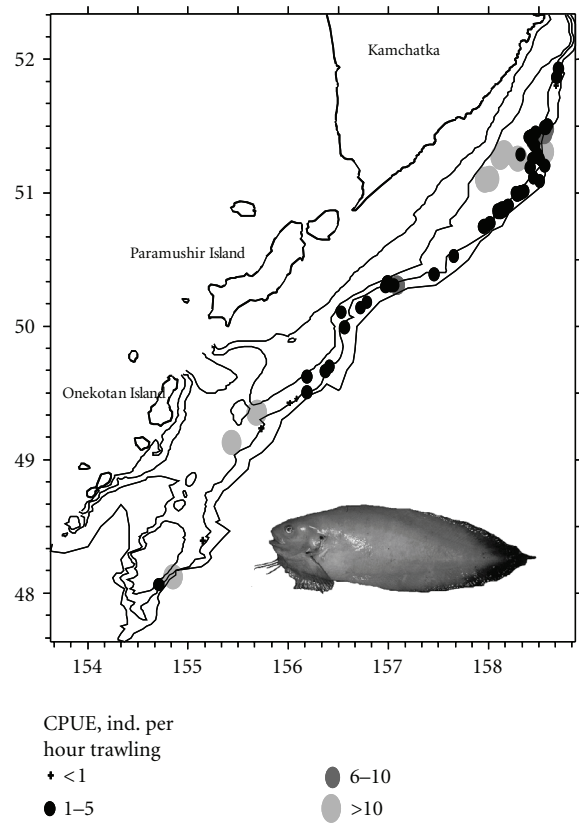 52
Kamchatka
51
Paramushir Island
50
Onekotan Island
49
48
154 155 156 157 158
CPUE, ind. per
hour trawling
<1 6–10
1–5 >10